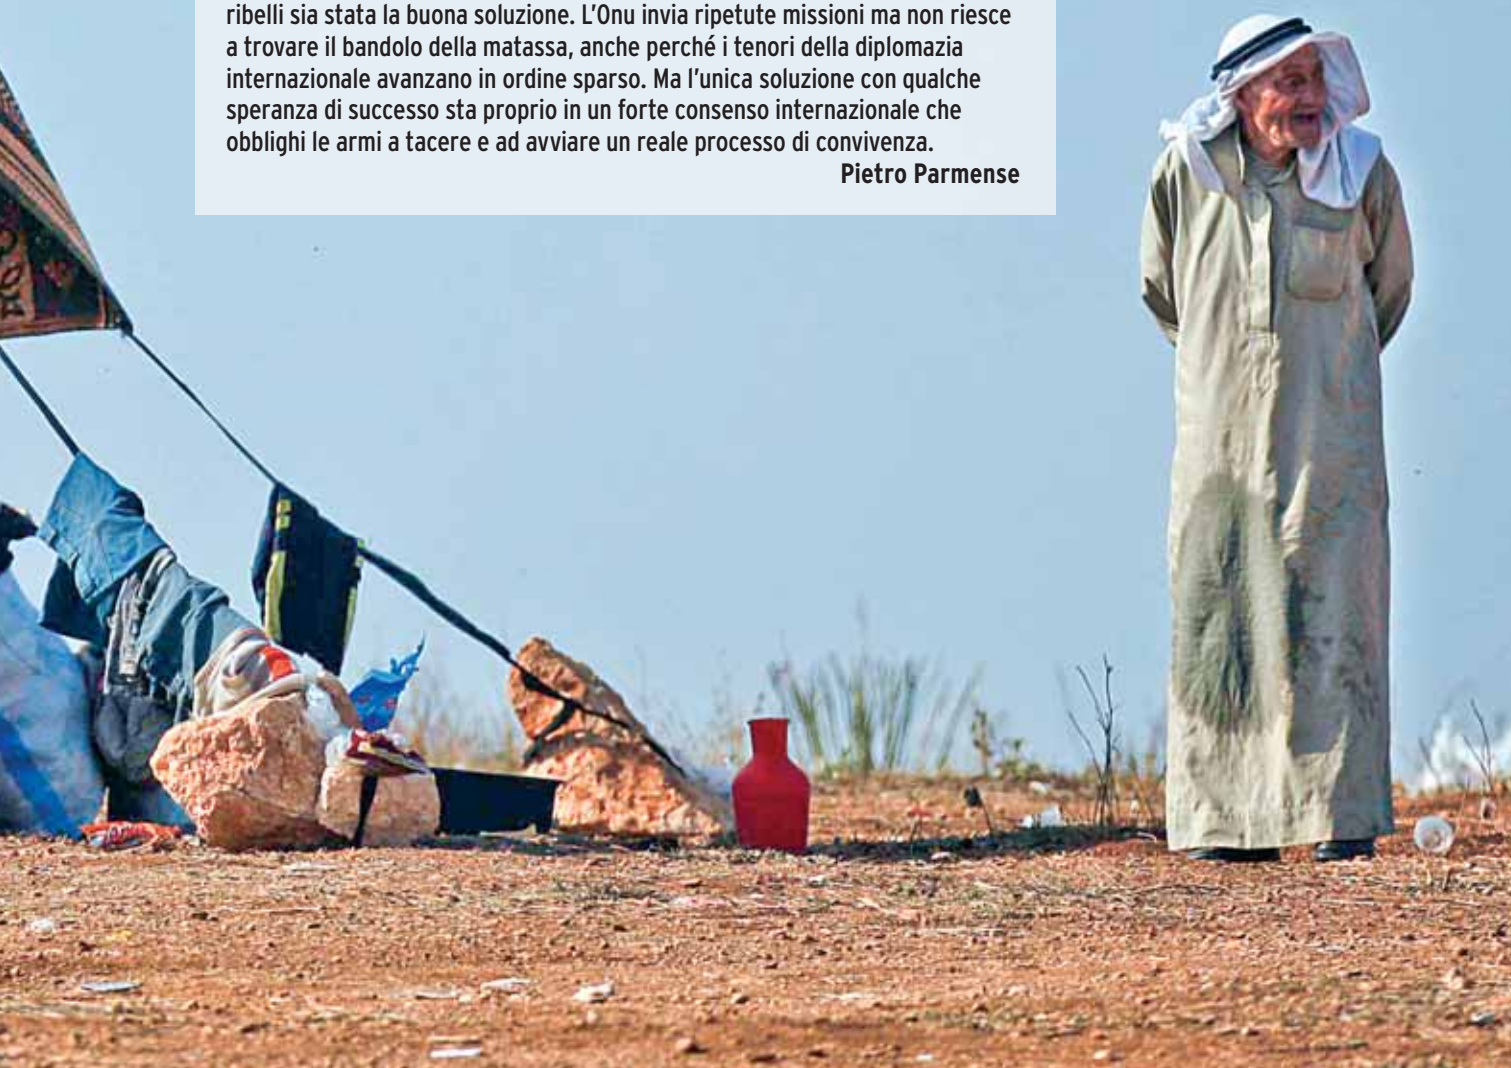 ribelli sia stata la buona soluzione. L'Onu invia ripetute missioni ma non riesce
a trovare il bandolo della matassa, anche perché i tenori della diplomazia
internazionale avanzano in ordine sparso. Ma l'unica soluzione con qualche
speranza di successo sta proprio in un forte consenso internazionale che
obblighi le armi a tacere e ad avviare un reale processo di convivenza.
Pietro Parmense